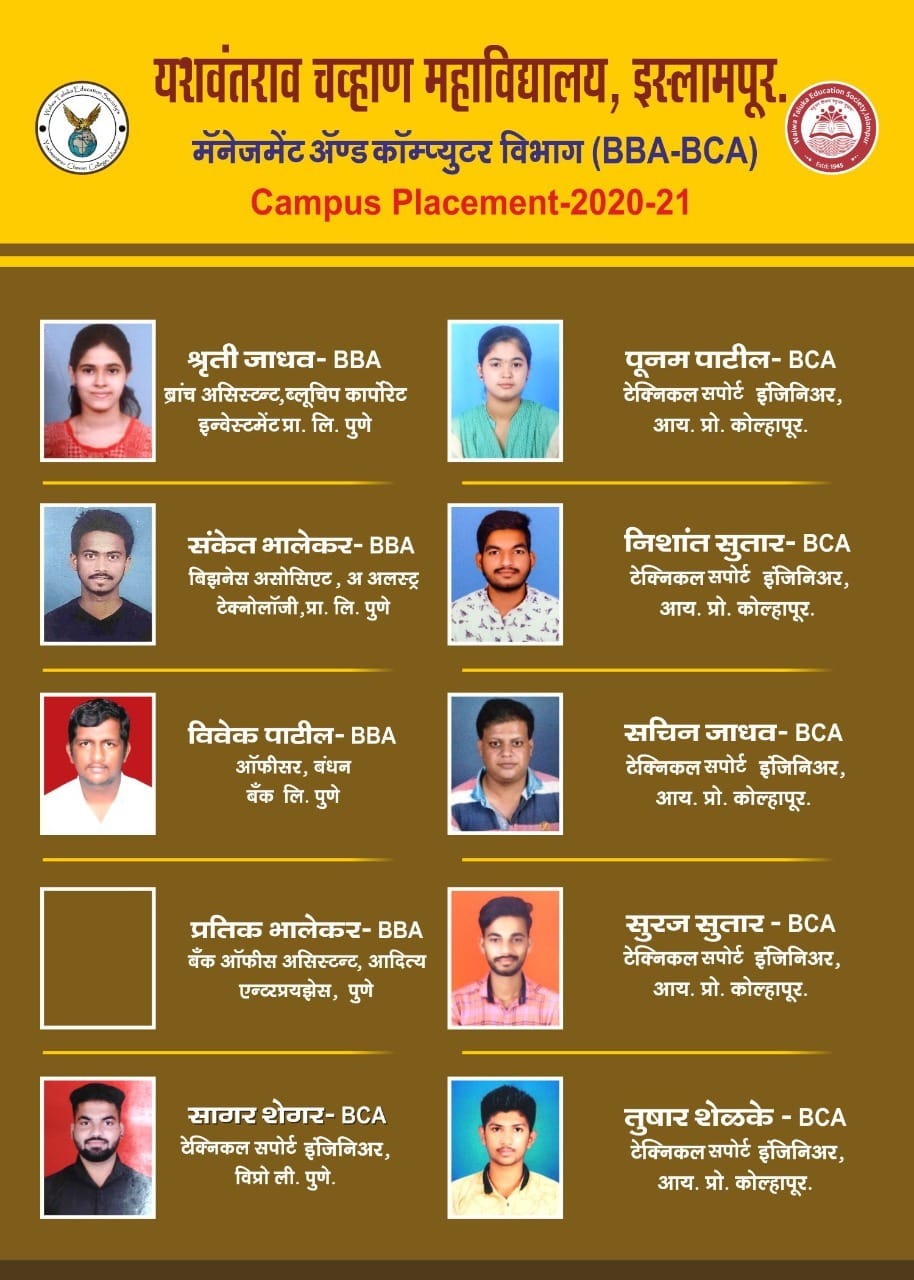 यशवंतराव चव्हाण महाविद्यालय, इस्लामपूर.
मॅनेजमेंट ॲण्ड कॉम्प्युटर विभाग (BBA-BCA)
Campus Placement-2020-21
Walwa Taluka Education Society's
Yashwantrao Chavan College, Islampur
Walwa Taluka Education Society, Islampur
Estd: 1945
श्रृती जाधव- BBA
ब्रांच असिस्टन्ट,ब्लूचिप कार्पोरेट
इन्वेस्टमेंट प्रा. लि. पुणे
पूनम पाटील- BCA
टेक्निकल सपोर्ट इंजिनिअर,
आय. प्रो. कोल्हापूर.
संकेत भालेकर- BBA
बिझनेस असोसिएट , अ अलस्ट्र
टेक्नोलॉजी,प्रा. लि. पुणे
निशांत सुतार- BCA
टेक्निकल सपोर्ट इंजिनिअर,
आय. प्रो. कोल्हापूर.
विवेक पाटील- BBA
ऑफीसर, बंधन
बँक लि. पुणे
सचिन जाधव- BCA
टेक्निकल सपोर्ट इंजिनिअर,
आय. प्रो. कोल्हापूर.
प्रतिक भालेकर- BBA
बँक ऑफीस असिस्टन्ट, आदित्य
एन्टरप्रायझेस, पुणे
सुरज सुतार - BCA
टेक्निकल सपोर्ट इंजिनिअर,
आय. प्रो. कोल्हापूर.
सागर शेगर- BCA
टेक्निकल सपोर्ट इंजिनिअर,
विप्रो ली. पुणे.
तुषार शेळके - BCA
टेक्निकल सपोर्ट इंजिनिअर,
आय. प्रो. कोल्हापूर.